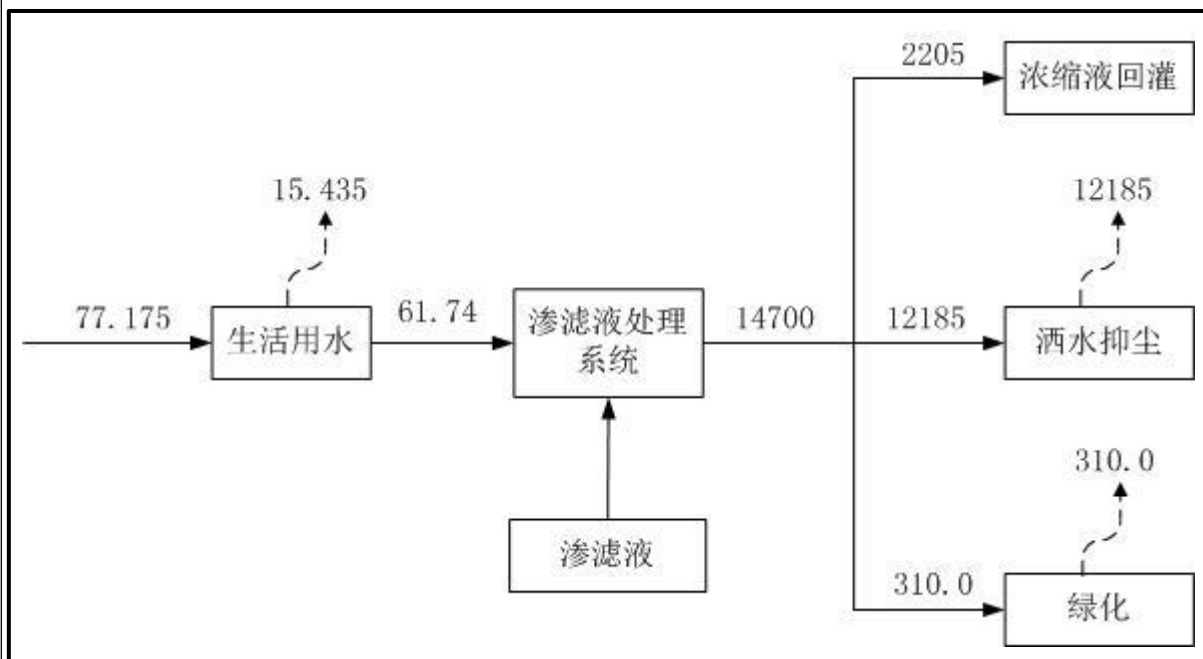 2205
浓缩液回灌
15.435
12185
77.175
生活用水
61.74
渗滤液处理
系统
14700
12185
洒水抑尘
310.0
渗滤液
310.0
绿化